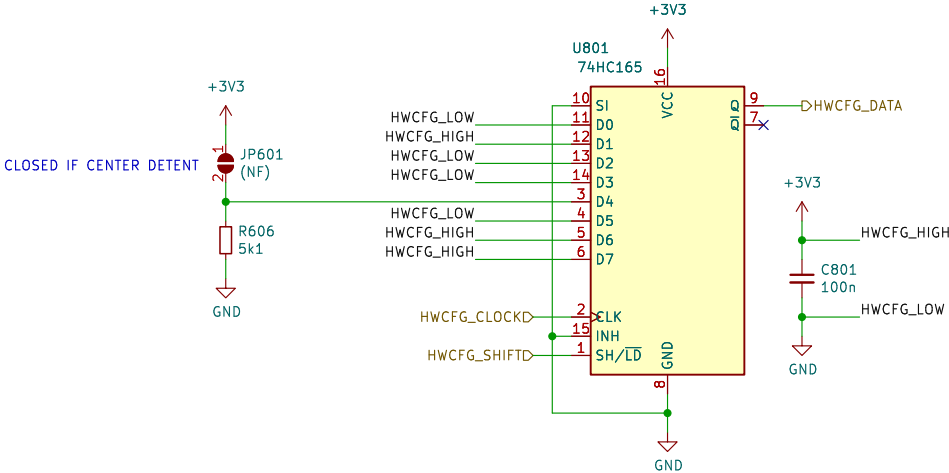 +3V3
U801
74HC165
16
VCC
10
SI
9
Q
HWCFG_DATA
HWCFG_LOW
11
D0
7
Q
HWCFG_HIGH
12
D1
HWCFG_LOW
13
D2
HWCFG_LOW
14
D3
3
D4
HWCFG_LOW
4
D5
HWCFG_HIGH
5
D6
HWCFG_HIGH
6
D7
HWCFG_CLOCK
2
CLK
15
INH
HWCFG_SHIFT
1
SH/LD
GND
8
GND
+3V3
1
JP601
(NF)
2
CLOSED IF CENTER DETENT
R606
5k1
GND
+3V3
HWCFG_HIGH
C801
100n
HWCFG_LOW
GND